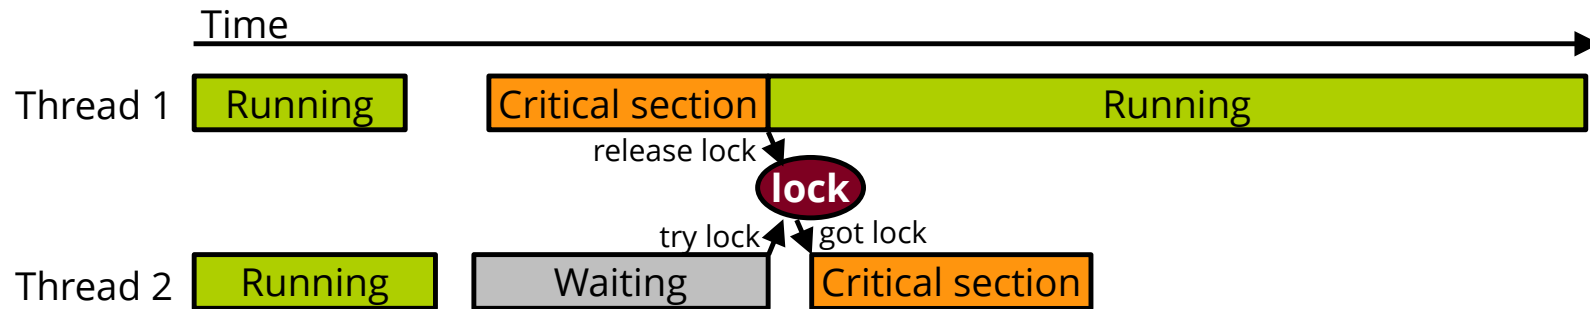 Time
Thread 1 Running Critical section Running
release lock
lock
try lock got lock
Thread 2 Running Waiting Critical section